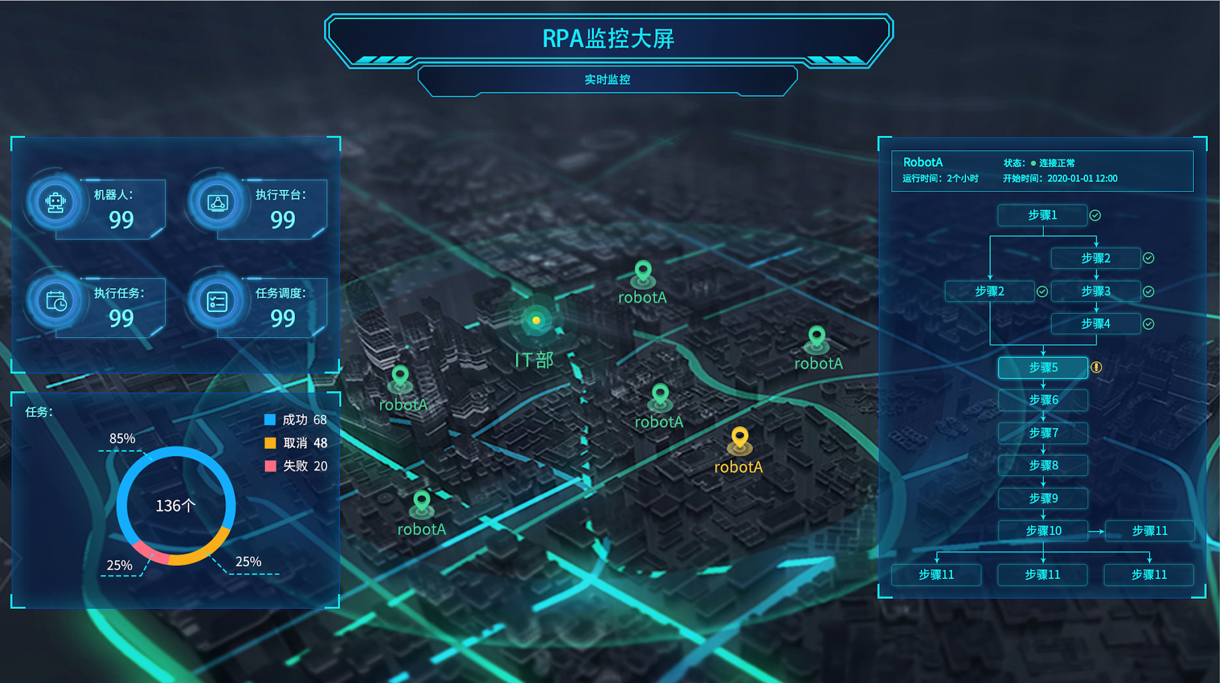 RPA监控大屏
实时监控
机器人：
99
执行平台：
99
执行任务：
99
任务调度：
99
任务：
成功 68
取消 48
失败 20
85%
136个
25%
25%
IT部
robotA
robotA
robotA
robotA
robotA
robotA
RobotA
状态： 连接正常
运行时间：2个小时 开始时间：2020-01-01 12:00
步骤1
步骤2
步骤2
步骤3
步骤4
步骤5
步骤6
步骤7
步骤8
步骤9
步骤10
步骤11
步骤11
步骤11
步骤11